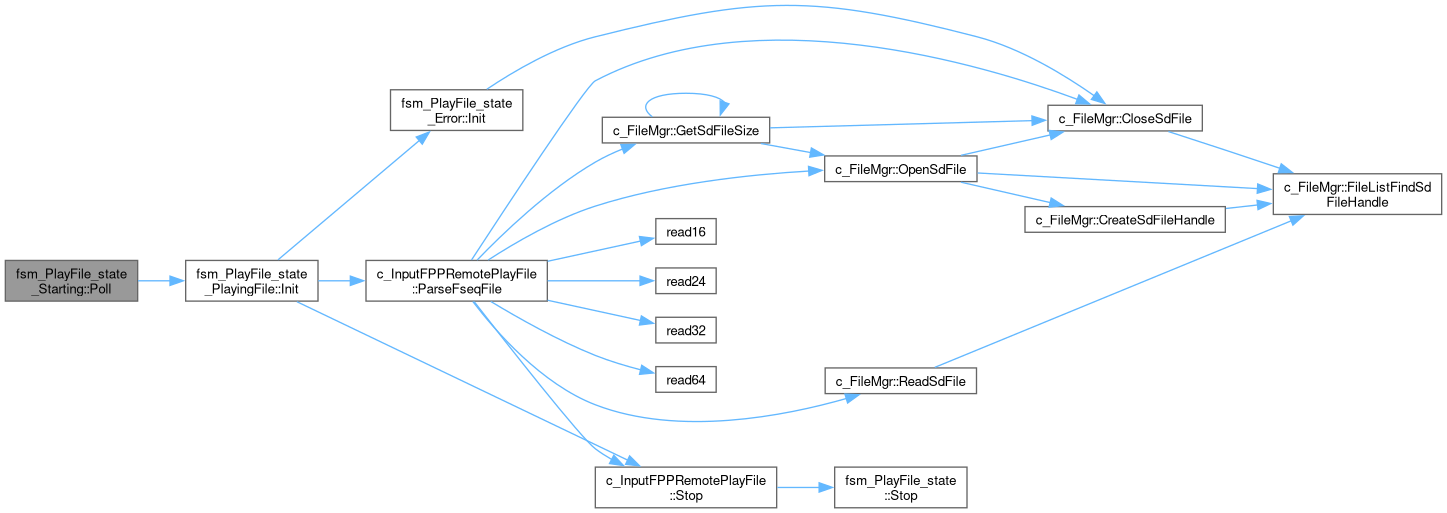 fsm_PlayFile_state
_Starting::Poll
fsm_PlayFile_state
_PlayingFile::Init
fsm_PlayFile_state
_Error::Init
c_InputFPPRemotePlayFile
::ParseFseqFile
c_FileMgr::GetSdFileSize
c_FileMgr::OpenSdFile
c_FileMgr::CloseSdFile
c_FileMgr::CreateSdFileHandle
c_FileMgr::FileListFindSd
FileHandle
read16
read24
read32
read64
c_FileMgr::ReadSdFile
c_InputFPPRemotePlayFile
::Stop
fsm_PlayFile_state
::Stop